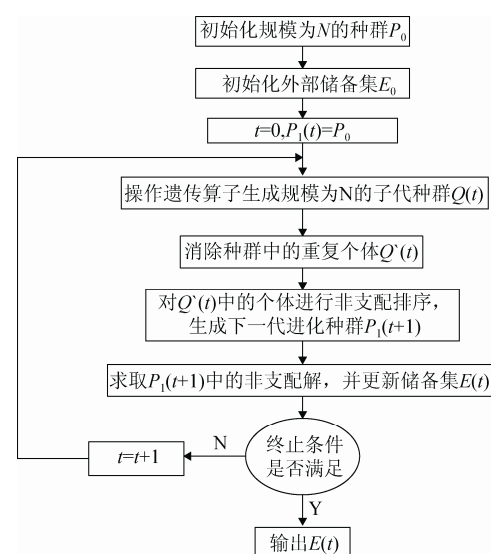 初始化规模为N的种群P₀
初始化外部储备集E₀
t=0,P₁(t)=P₀
操作遗传算子生成规模为N的子代种群Q(t)
消除种群中的重复个体Q`(t)
对Q`(t)中的个体进行非支配排序，
生成下一代进化种群P₁(t+1)
求取P₁(t+1)中的非支配解，并更新储备集E(t)
终止条件
是否满足
N
t=t+1
Y
输出E(t)